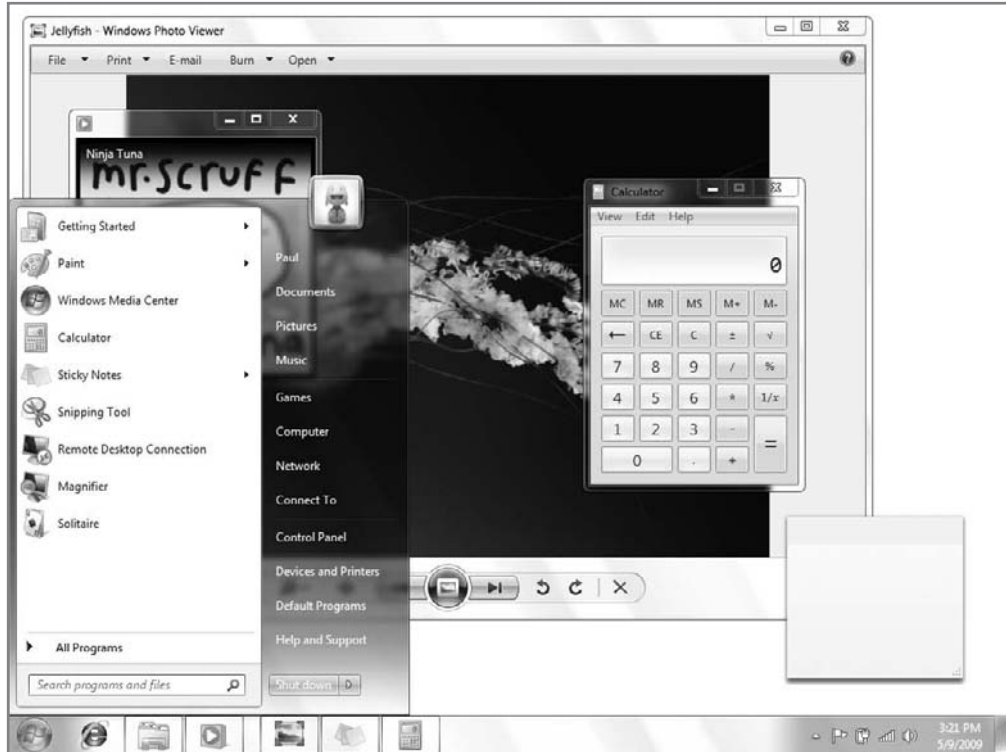 Jellyfish - Windows Photo Viewer
File Print E-mail Burn Open
Ninja Tuna
mr.scruff
Calculator
View Edit Help
0
MC MR MS M+ M-
← CE C ± √
7 8 9 / %
4 5 6 * 1/x
1 2 3 - =
0 . +
Getting Started
Paint
Windows Media Center
Calculator
Sticky Notes
Snipping Tool
Remote Desktop Connection
Magnifier
Solitaire
All Programs
Search programs and files
Paul
Documents
Pictures
Music
Games
Computer
Network
Connect To
Control Panel
Devices and Printers
Default Programs
Help and Support
Shut down
3:21 PM
5/9/2009